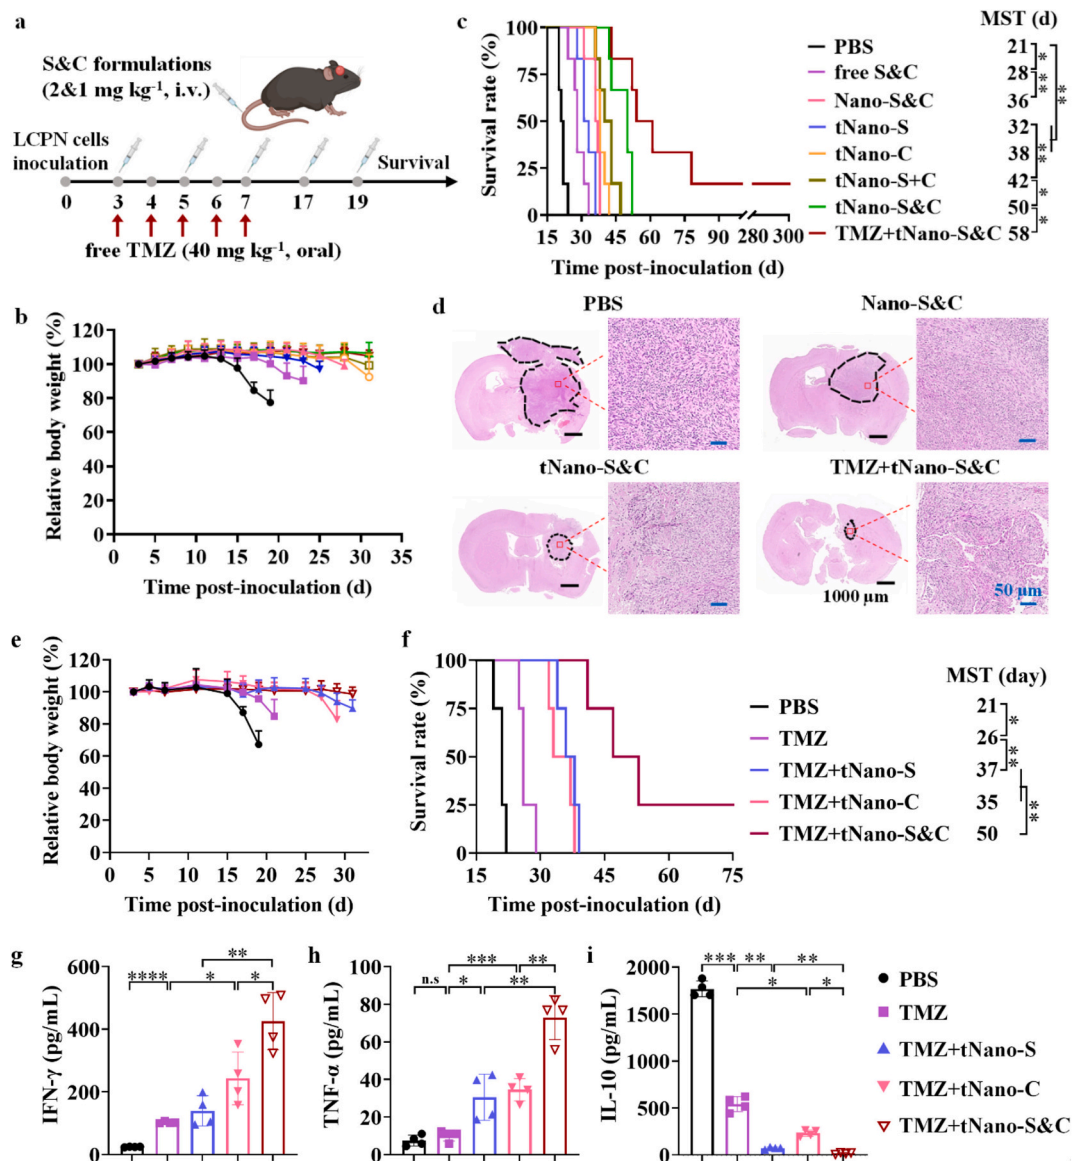 a
S&C formulations
(2&1 mg kg⁻¹, i.v.)
LCPN cells
inoculation
Survival
0 3 4 5 6 7 17 19
free TMZ (40 mg kg⁻¹, oral)
b
Relative body weight (%)
120
100
80
60
40
20
0
0 5 10 15 20 25 30 35
Time post-inoculation (d)
c
Survival rate (%)
100
75
50
25
0
15 30 45 60 75 90 280 300
Time post-inoculation (d)
MST (d)
PBS 21
free S&C 28
Nano-S&C 36
tNano-S 32
tNano-C 38
tNano-S+C 42
tNano-S&C 50
TMZ+tNano-S&C 58
*
**
**
**
*
*
d
PBS
Nano-S&C
tNano-S&C
TMZ+tNano-S&C
1000 μm
50 μm
e
Relative body weight (%)
120
100
80
60
40
20
0
0 5 10 15 20 25 30
Time post-inoculation (d)
f
Survival rate (%)
100
75
50
25
0
15 30 45 60 75
Time post-inoculation (d)
MST (day)
PBS 21
TMZ 26
TMZ+tNano-S 37
TMZ+tNano-C 35
TMZ+tNano-S&C 50
*
**
**
g
IFN-γ (pg/mL)
600
400
200
0
**
**** * *
h
TNF-α (pg/mL)
100
80
60
40
20
0
*** **
n.s * **
i
IL-10 (pg/mL)
2000
1500
1000
500
0
*** ** **
* *
PBS
TMZ
TMZ+tNano-S
TMZ+tNano-C
TMZ+tNano-S&C